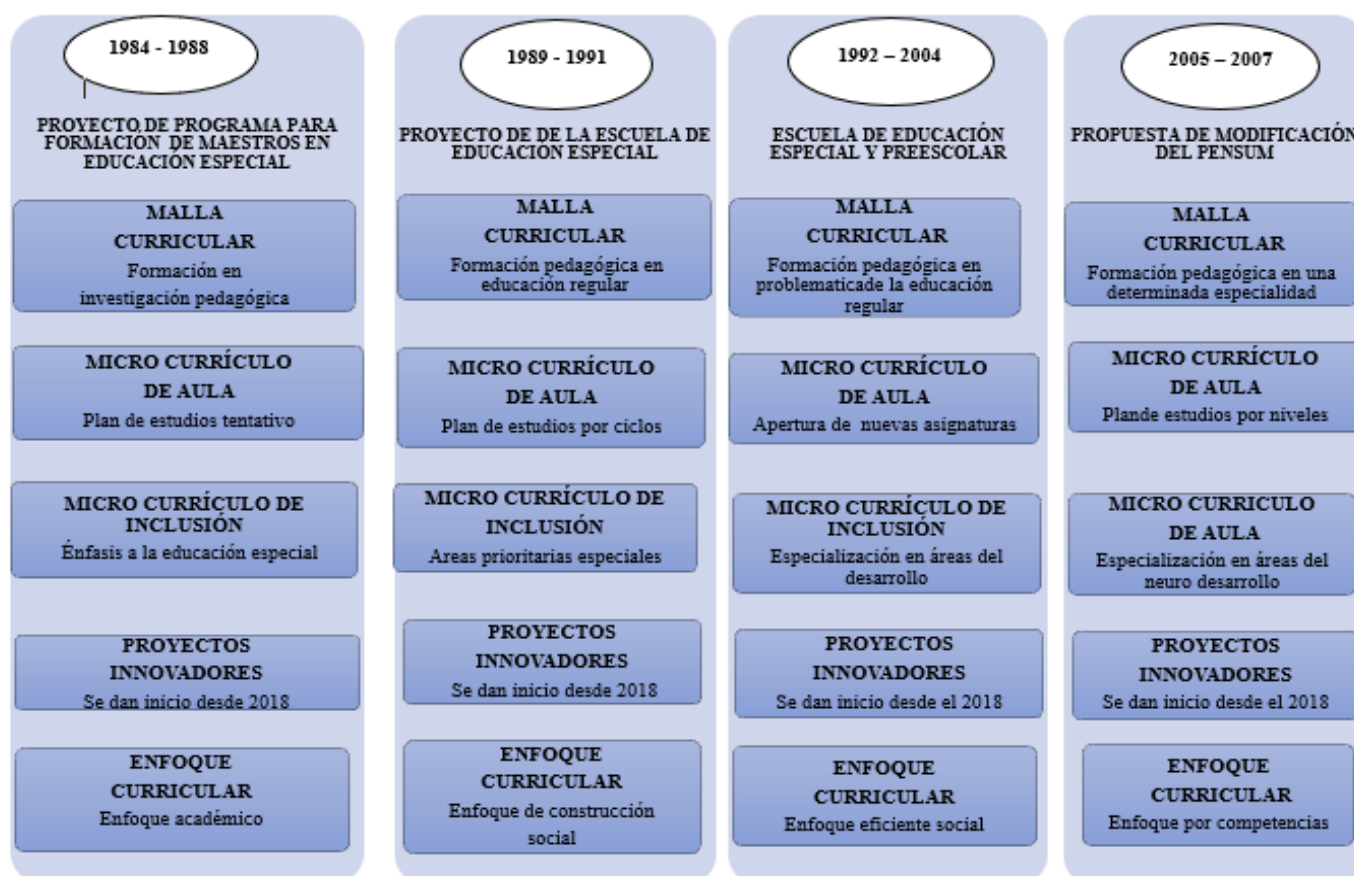 1984 - 1988
PROYECTO DE PROGRAMA PARA
FORMACIÓN DE MAESTROS EN
EDUCACIÓN ESPECIAL
MALLA
CURRICULAR
Formación en
investigación pedagógica
MICRO CURRÍCULO
DE AULA
Plan de estudios tentativo
MICRO CURRÍCULO DE
INCLUSIÓN
Énfasis a la educación especial
PROYECTOS
INNOVADORES
Se dan inicio desde 2018
ENFOQUE
CURRICULAR
Enfoque académico
1989 - 1991
PROYECTO DE DE LA ESCUELA DE
EDUCACIÓN ESPECIAL
MALLA
CURRICULAR
Formación pedagógica en
educación regular
MICRO CURRÍCULO
DE AULA
Plan de estudios por ciclos
MICRO CURRÍCULO DE
INCLUSIÓN
Areas prioritarias especiales
PROYECTOS
INNOVADORES
Se dan inicio desde 2018
ENFOQUE
CURRICULAR
Enfoque de construcción
social
1992 – 2004
ESCUELA DE EDUCACIÓN
ESPECIAL Y PREESCOLAR
MALLA
CURRICULAR
Formación pedagógica en
problematicade la educación
regular
MICRO CURRÍCULO
DE AULA
Apertura de nuevas asignaturas
MICRO CURRÍCULO DE
INCLUSIÓN
Especialización en áreas del
desarrollo
PROYECTOS
INNOVADORES
Se dan inicio desde el 2018
ENFOQUE
CURRICULAR
Enfoque eficiente social
2005 – 2007
PROPUESTA DE MODIFICACIÓN
DEL PENSUM
MALLA
CURRICULAR
Formación pedagógica en una
determinada especialidad
MICRO CURRÍCULO
DE AULA
Plande estudios por niveles
MICRO CURRICULO
DE AULA
Especialización en áreas del
neuro desarrollo
PROYECTOS
INNOVADORES
Se dan inicio desde el 2018
ENFOQUE
CURRICULAR
Enfoque por competencias